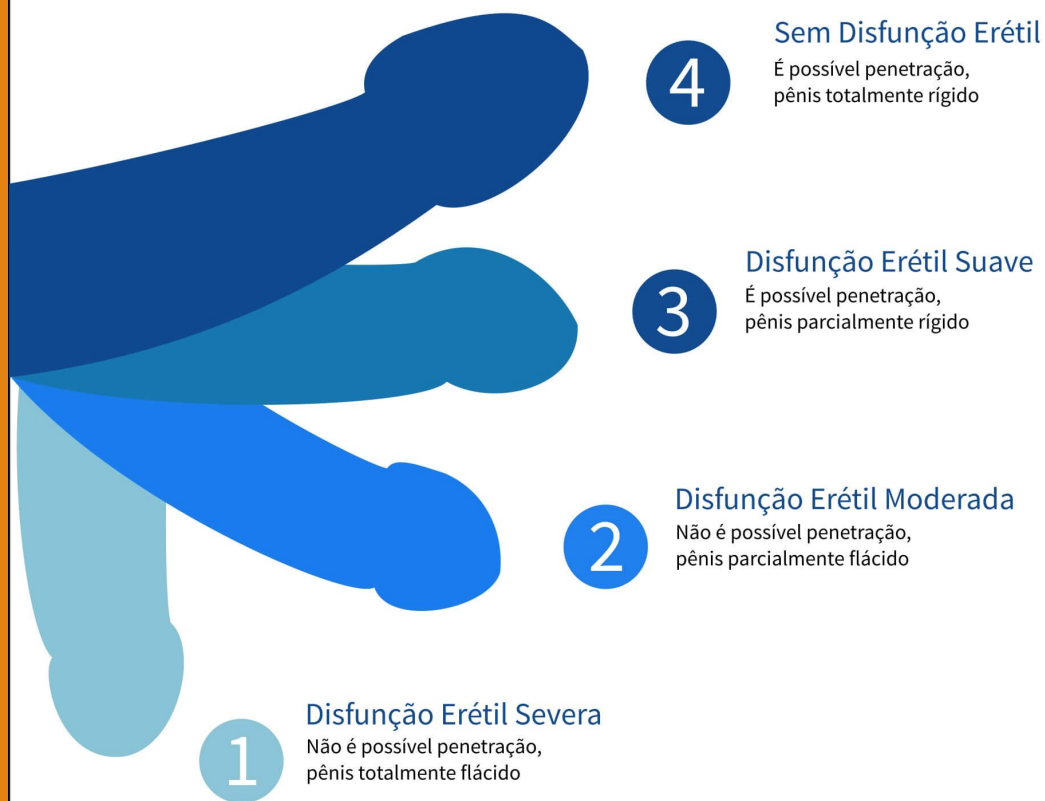 4
Sem Disfunção Erétil
É possível penetração,
pênis totalmente rígido
3
Disfunção Erétil Suave
É possível penetração,
pênis parcialmente rígido
2
Disfunção Erétil Moderada
Não é possível penetração,
pênis parcialmente flácido
1
Disfunção Erétil Severa
Não é possível penetração,
pênis totalmente flácido